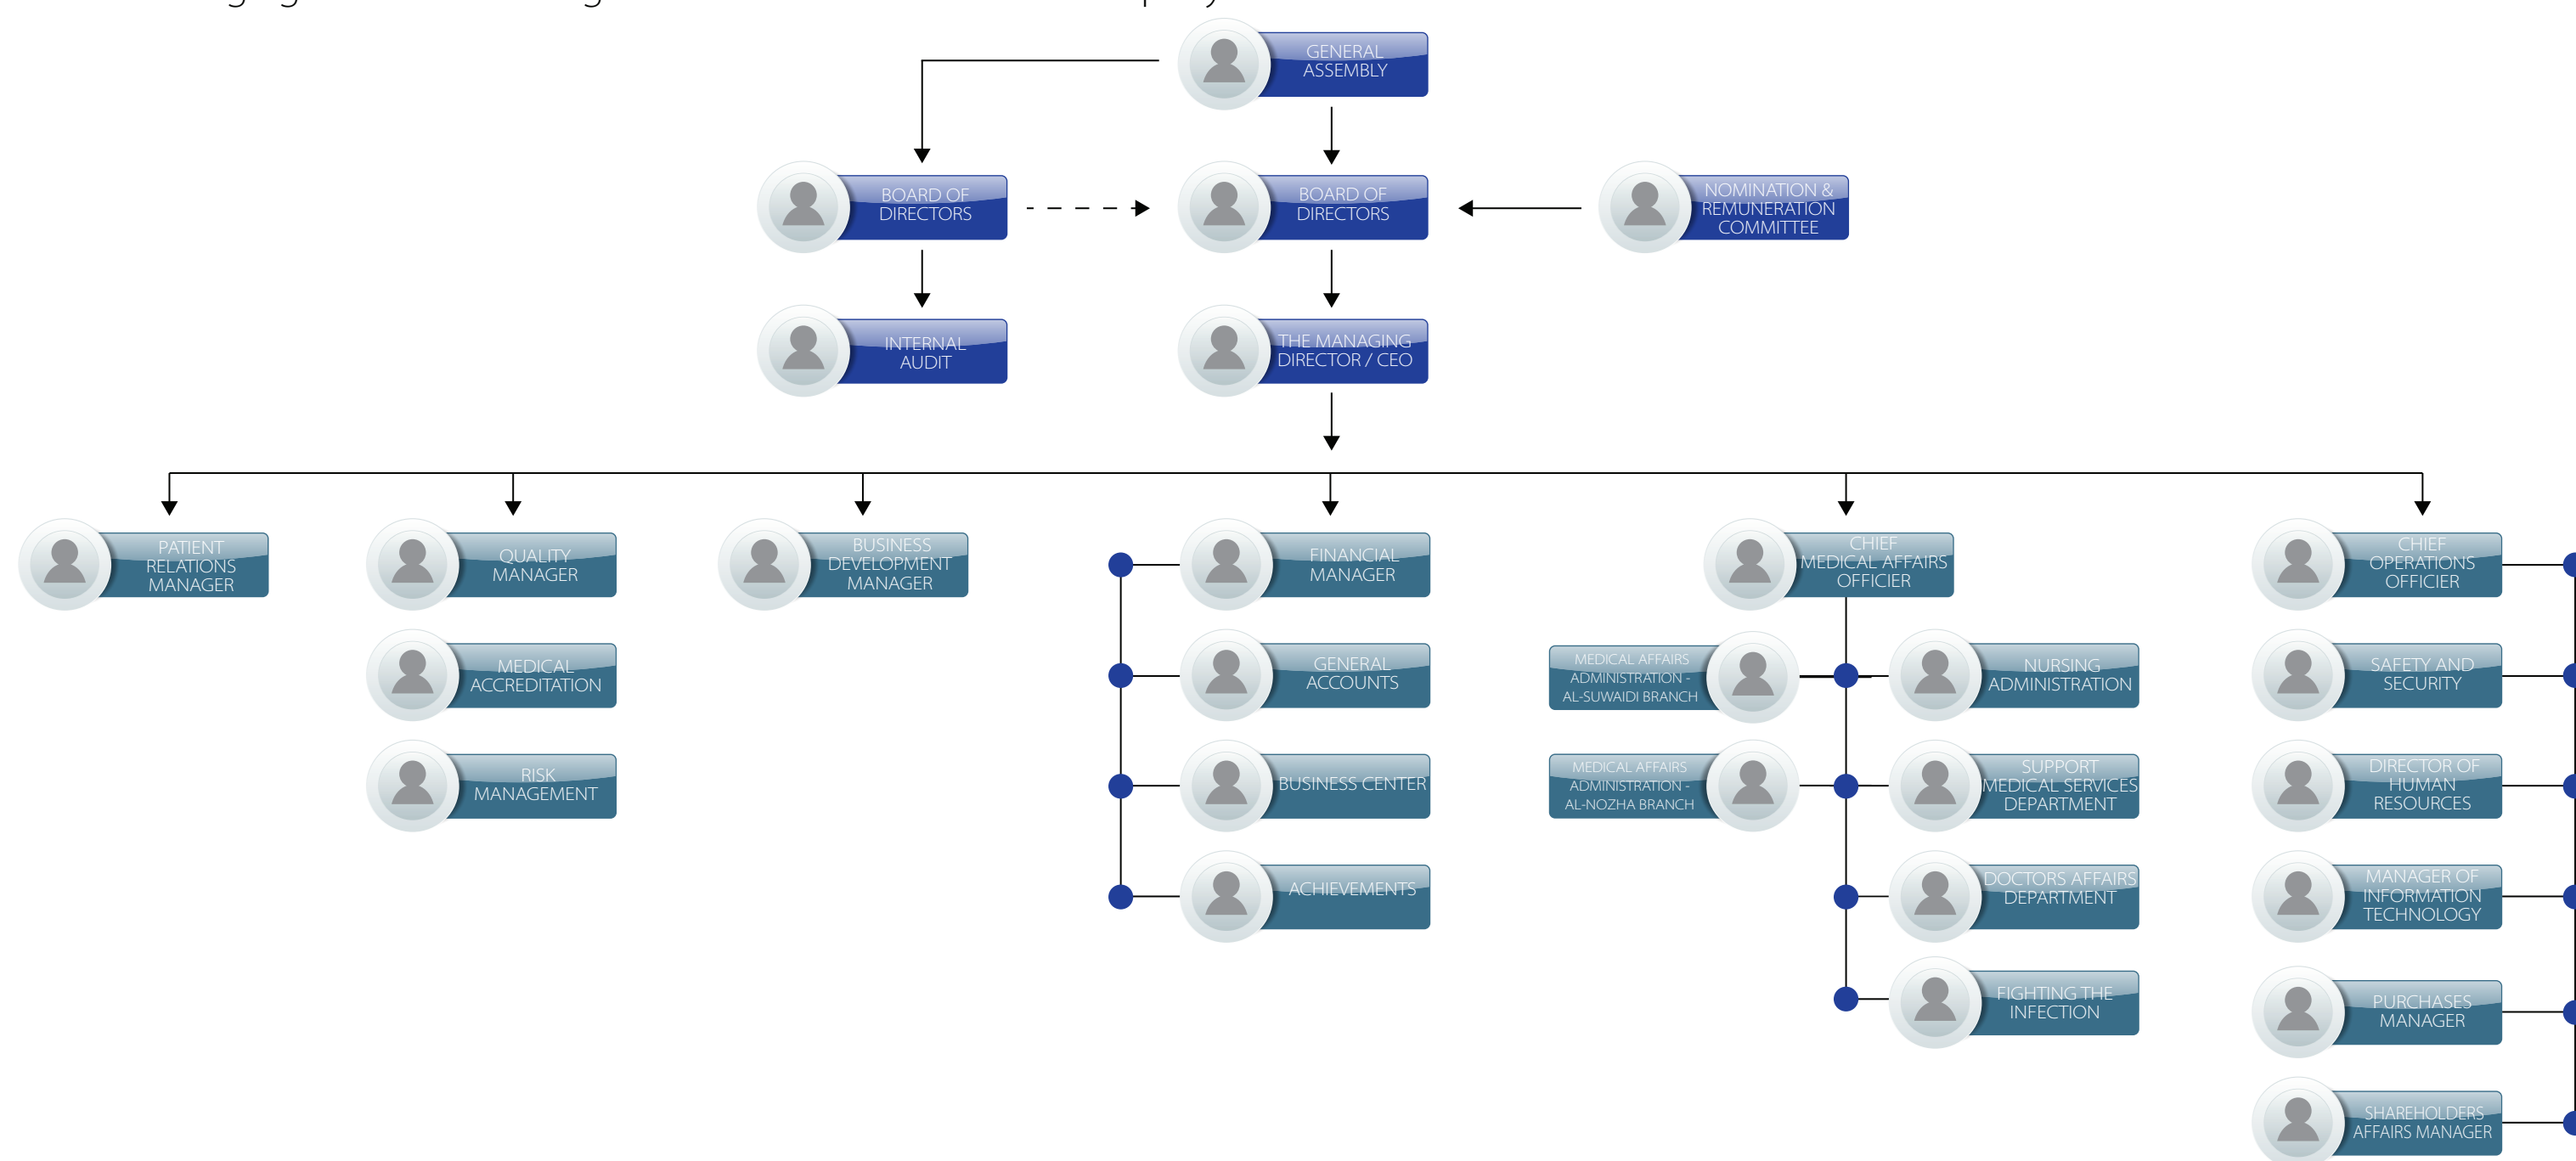 GENERAL
ASSEMBLY
BOARD OF
DIRECTORS
BOARD OF
DIRECTORS
NOMINATION &
REMUNERATION
COMMITTEE
INTERNAL
AUDIT
THE MANAGING
DIRECTOR / CEO
PATIENT
RELATIONS
MANAGER
QUALITY
MANAGER
BUSINESS
DEVELOPMENT
MANAGER
FINANCIAL
MANAGER
CHIEF
MEDICAL AFFAIRS
OFFICIER
CHIEF
OPERATIONS
OFFICIER
MEDICAL
ACCREDITATION
GENERAL
ACCOUNTS
MEDICAL AFFAIRS
ADMINISTRATION -
AL-SUWAIDI BRANCH
NURSING
ADMINISTRATION
SAFETY AND
SECURITY
RISK
MANAGEMENT
BUSINESS CENTER
MEDICAL AFFAIRS
ADMINISTRATION -
AL-NOZHA BRANCH
SUPPORT
MEDICAL SERVICES
DEPARTMENT
DIRECTOR OF
HUMAN
RESOURCES
ACHIEVEMENTS
DOCTORS AFFAIRS
DEPARTMENT
MANAGER OF
INFORMATION
TECHNOLOGY
FIGHTING THE
INFECTION
PURCHASES
MANAGER
SHAREHOLDERS
AFFAIRS MANAGER